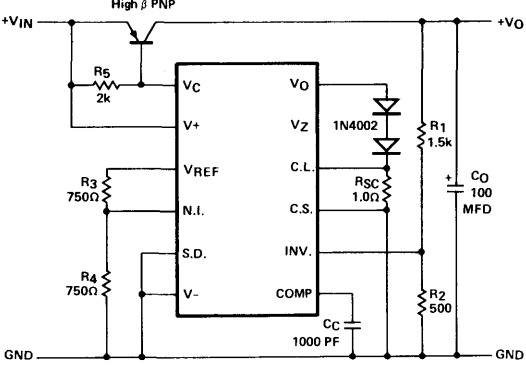 High β PNP
+VIN
+VO
R5
2k
VC
VO
V+
VZ
1N4002
R1
1.5k
VREF
C.L.
R3
750Ω
RSC
1.0Ω
+
CO
100
MFD
N.I.
C.S.
S.D.
INV.
R4
750Ω
V-
COMP
R2
500
CC
1000 PF
GND
GND